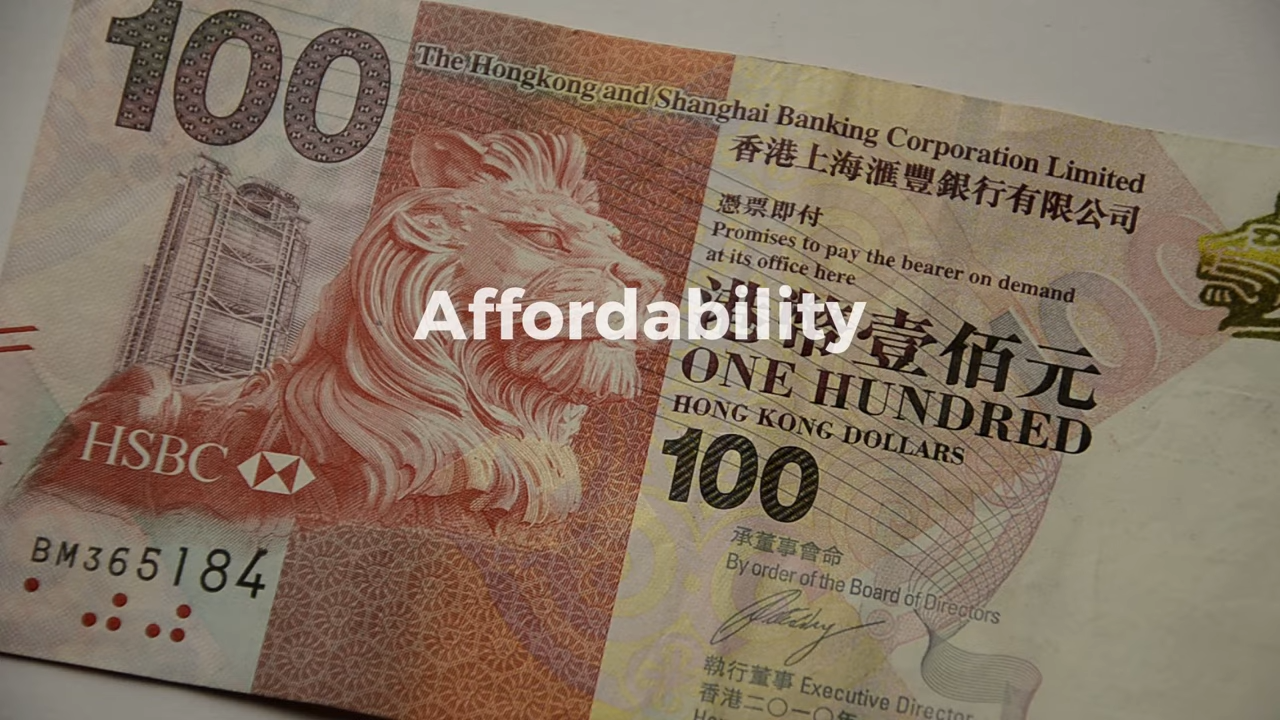 100
The Hongkong and Shanghai Banking Corporation Limited
香港上海滙豐銀行有限公司
憑票即付
Promises to pay the bearer on demand
at its office here
Affordability
港幣壹佰元
ONE HUNDRED
HONG KONG DOLLARS
100
HSBC
BM365184
承董事會命
By order of the Board of Directors
執行董事 Executive Director
香港二〇一〇年